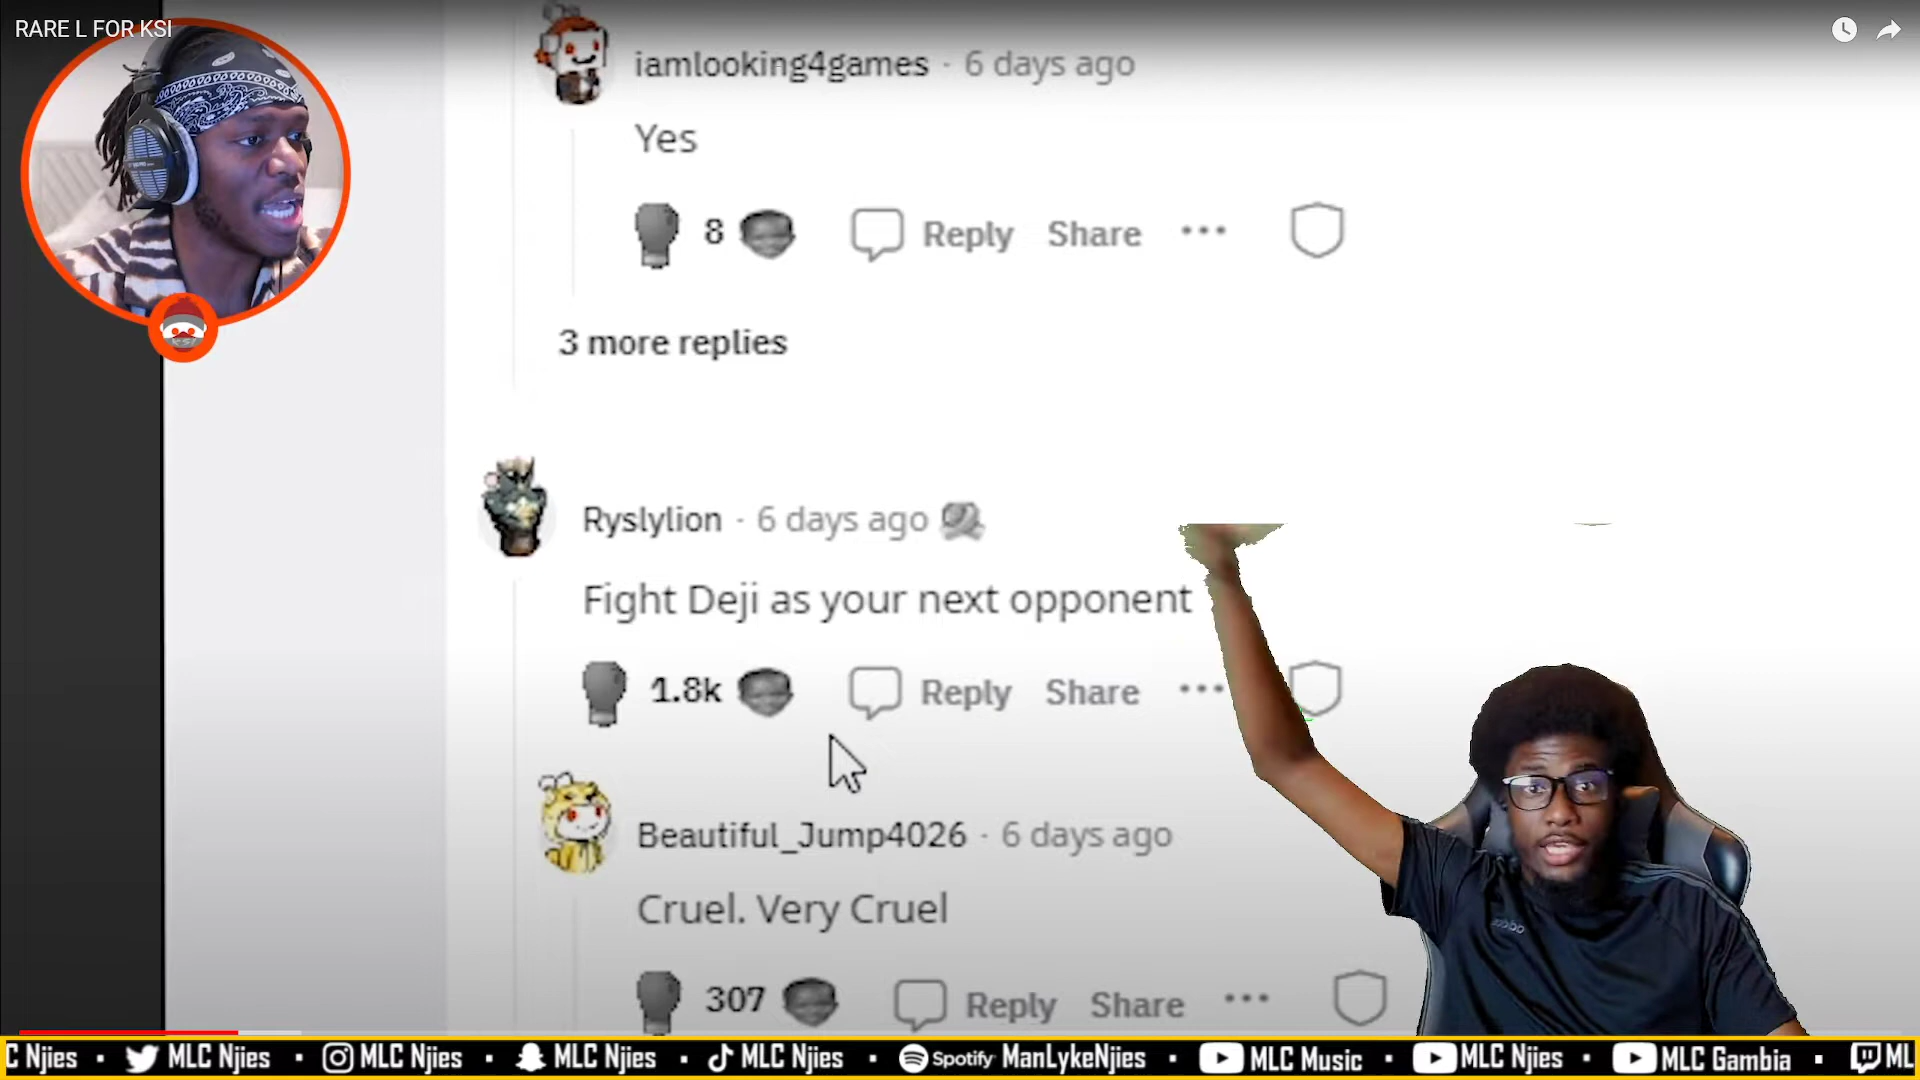 RARE L FOR KSI
iamlooking4games · 6 days ago
Yes
8 Reply Share ···
3 more replies
Ryslylion · 6 days ago
Fight Deji as your next opponent
1.8k Reply Share ···
Beautiful_Jump4026 · 6 days ago
Cruel. Very Cruel
307 Reply Share ···
C Njies · MLC Njies · MLC Njies · MLC Njies · MLC Njies · Spotify ManLykeNjies · MLC Music · MLC Njies · MLC Gambia · ML